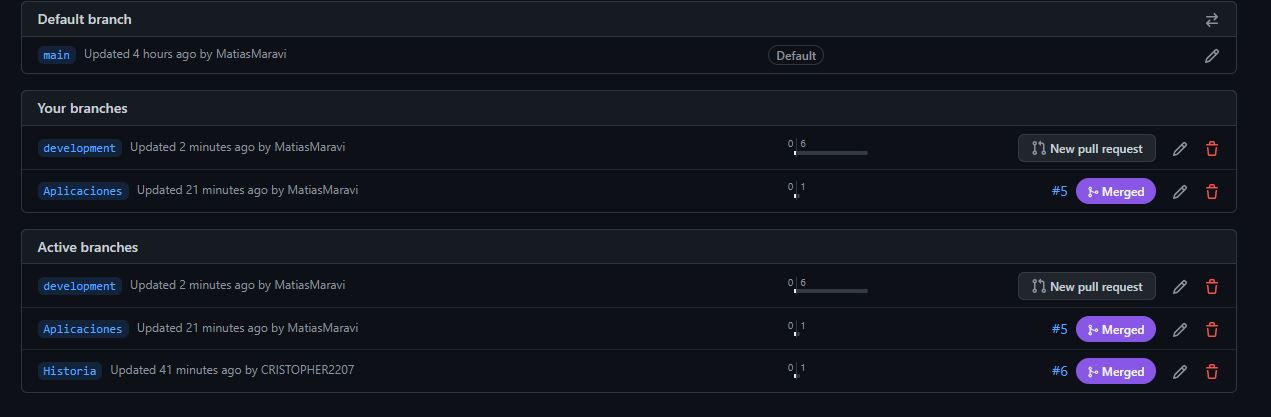 Default branch
main Updated 4 hours ago by MatiasMaravi Default
Your branches
development Updated 2 minutes ago by MatiasMaravi 0 6 New pull request
Aplicaciones Updated 21 minutes ago by MatiasMaravi 0 1 #5 Merged
Active branches
development Updated 2 minutes ago by MatiasMaravi 0 6 New pull request
Aplicaciones Updated 21 minutes ago by MatiasMaravi 0 1 #5 Merged
Historia Updated 41 minutes ago by CRISTOPHER2207 0 1 #6 Merged